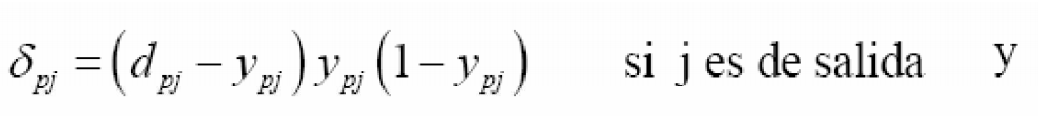 δ_pj = (d_pj − y_pj) y_pj (1 − y_pj) si j es de salida y